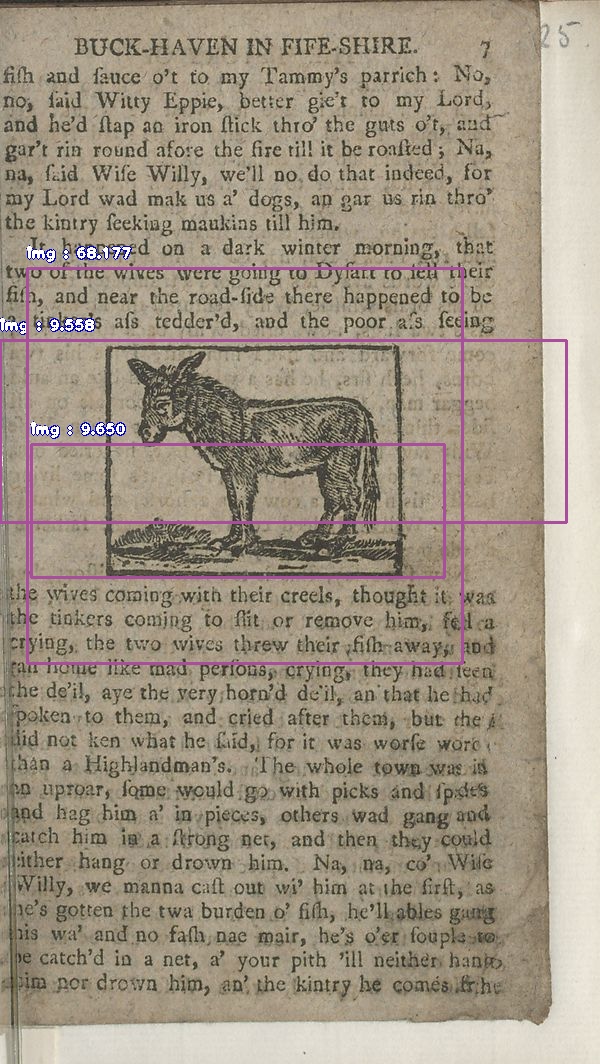 25.
BUCK-HAVEN IN FIFE-SHIRE. 7
fiſh and ſauce o't to my Tammy's parrich: No,
no, ſaid Witty Eppie, better gie't to my Lord,
and he'd ſtap an iron ſtick thro' the guts o't, and
gar't rin round afore the fire till it be roaſted; Na,
na, ſaid Wiſe Willy, we'll no do that indeed, for
my Lord wad mak us a' dogs, an gar us rin thro'
the kintry ſeeking maukins till him.
It happened on a dark winter morning, that
img : 68.177
two of the wives were going to Dyſart to ſell their
fiſh, and near the road-ſide there happened to be
a tinker's aſs tedder'd, and the poor aſs ſeeing
img : 9.558
img : 9.650
the wives coming with their creels, thought it was
the tinkers coming to flit or remove him, fell a
crying, the two wives threw their fiſh away, and
ran home like mad perſons, crying, they had ſeen
the de'il, aye the very horn'd de'il, an' that he had
ſpoken to them, and cried after them, but they
did not ken what he ſaid, for it was worſe words
than a Highlandman's. The whole town was in
an uproar, ſome would go with picks and ſpades
and hag him a' in pieces, others wad gang and
catch him in a ſtrong net, and then they could
either hang or drown him. Na, na, co' Wiſe
Willy, we manna caſt out wi' him at the firſt, as
he's gotten the twa burden o' fiſh, he'll ables gang
his wa' and no faſh nae mair, he's o'er ſouple to
be catch'd in a net, a' your pith 'ill neither hang
him nor drown him, an' the kintry he comes